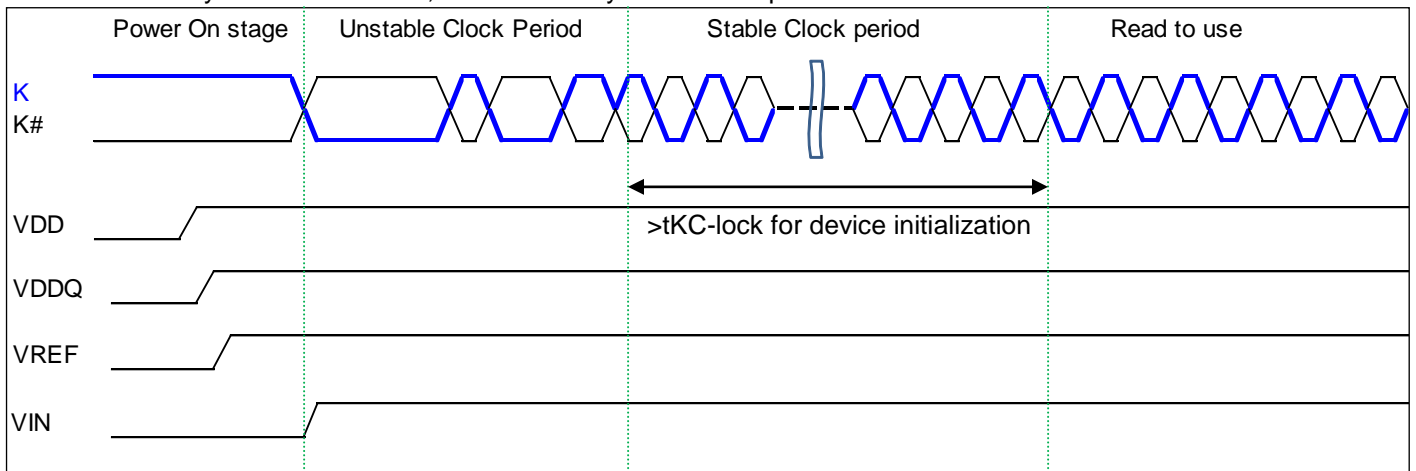 Power On stage
Unstable Clock Period
Stable Clock period
Read to use
K
K#
VDD
>tKC-lock for device initialization
VDDQ
VREF
VIN